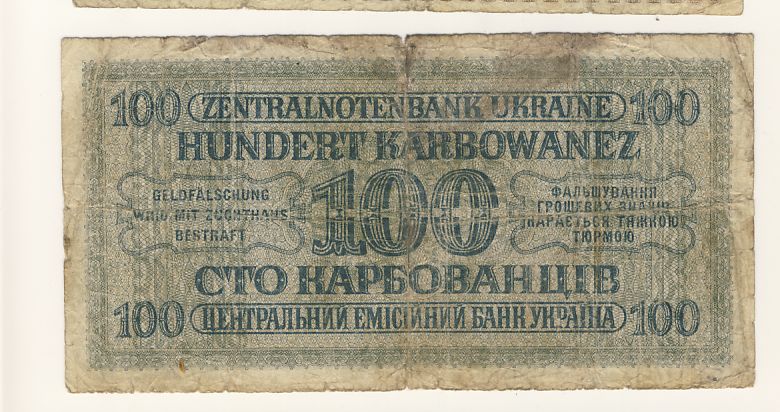 100 ZENTRALNOTENBANK UKRAINE 100
HUNDERT KARBOWANEZ
GELDFÄLSCHUNG
WIRD MIT ZUCHTHAUS
BESTRAFT
100
ФАЛЬШУВАННЯ
ГРОШЕВИХ ЗНАКІВ
КАРАЄТЬСЯ ТЯЖКОЮ
ТЮРМОЮ
СТО КАРБОВАНЦІВ
100 ЦЕНТРАЛЬНИЙ ЕМІСІЙНИЙ БАНК УКРАЇНА 100